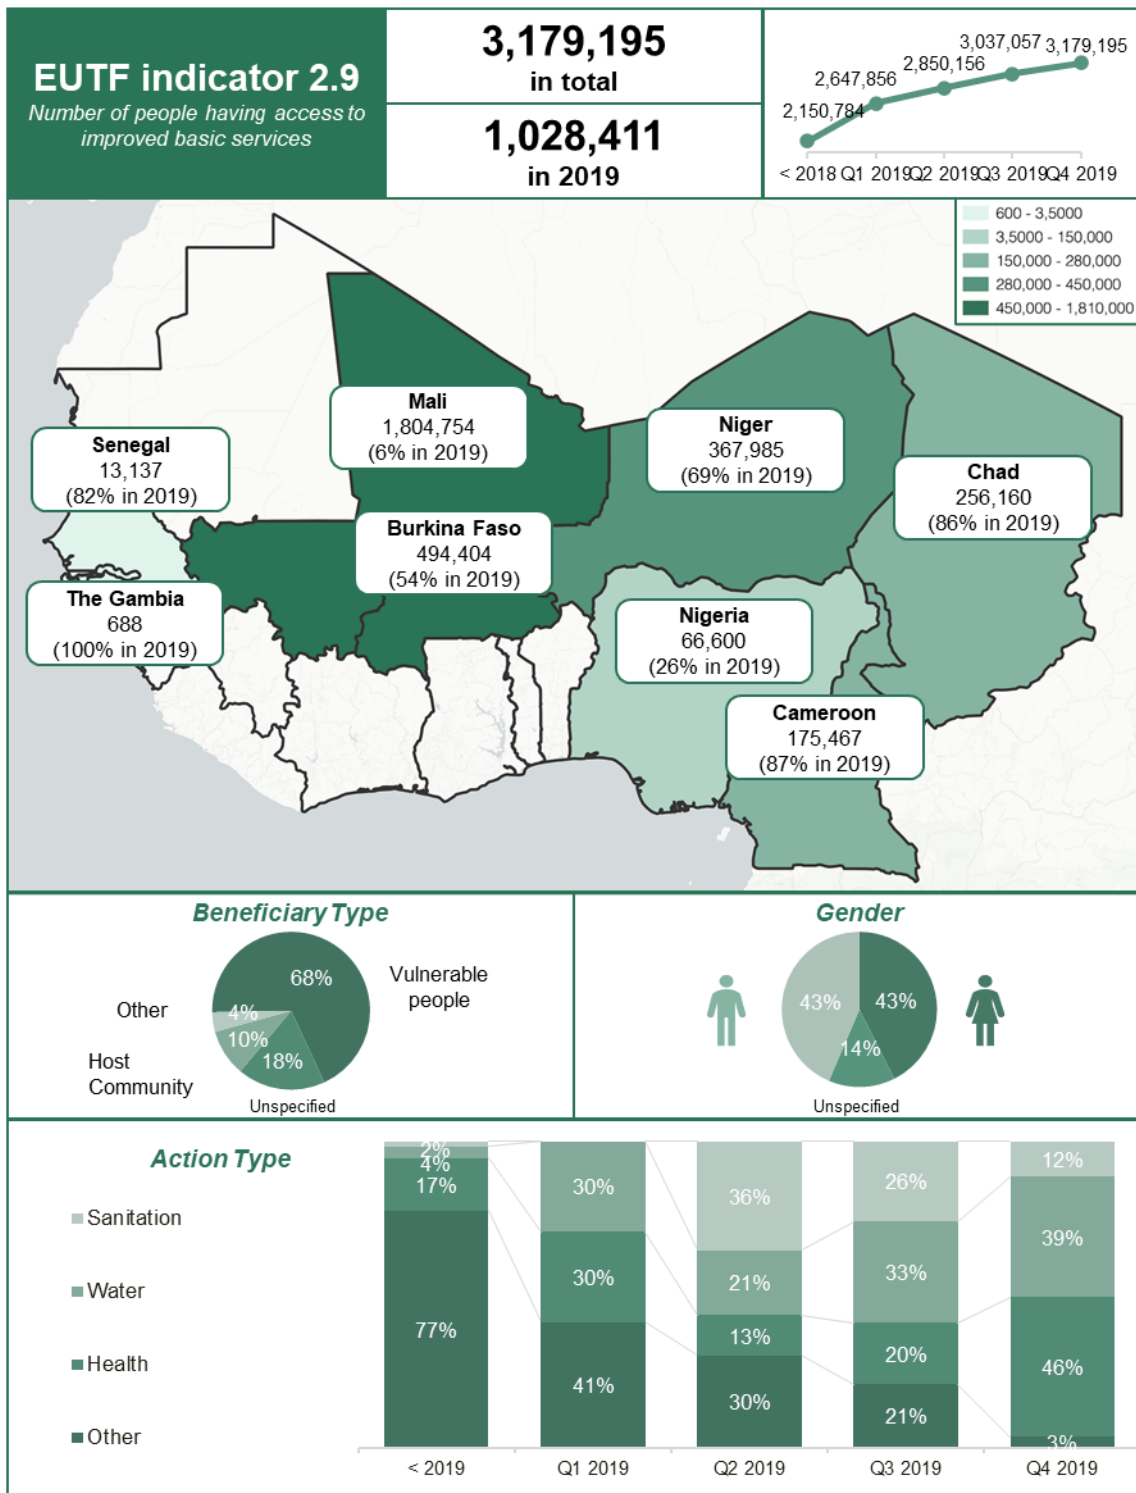 EUTF indicator 2.9
Number of people having access to
improved basic services
3,179,195
in total
1,028,411
in 2019
2,150,784
2,647,856
2,850,156
3,037,057
3,179,195
< 2018
Q1 2019
Q2 2019
Q3 2019
Q4 2019
600 - 3,5000
3,5000 - 150,000
150,000 - 280,000
280,000 - 450,000
450,000 - 1,810,000
Mali
1,804,754
(6% in 2019)
Niger
367,985
(69% in 2019)
Senegal
13,137
(82% in 2019)
Chad
256,160
(86% in 2019)
Burkina Faso
494,404
(54% in 2019)
The Gambia
688
(100% in 2019)
Nigeria
66,600
(26% in 2019)
Cameroon
175,467
(87% in 2019)
Beneficiary Type
68%
Vulnerable
people
Other
4%
10%
Host
Community
18%
Unspecified
Gender
43%
43%
14%
Unspecified
Action Type
Sanitation
Water
Health
Other
2%
4%
17%
77%
30%
30%
41%
36%
21%
13%
30%
26%
33%
20%
21%
12%
39%
46%
3%
< 2019
Q1 2019
Q2 2019
Q3 2019
Q4 2019